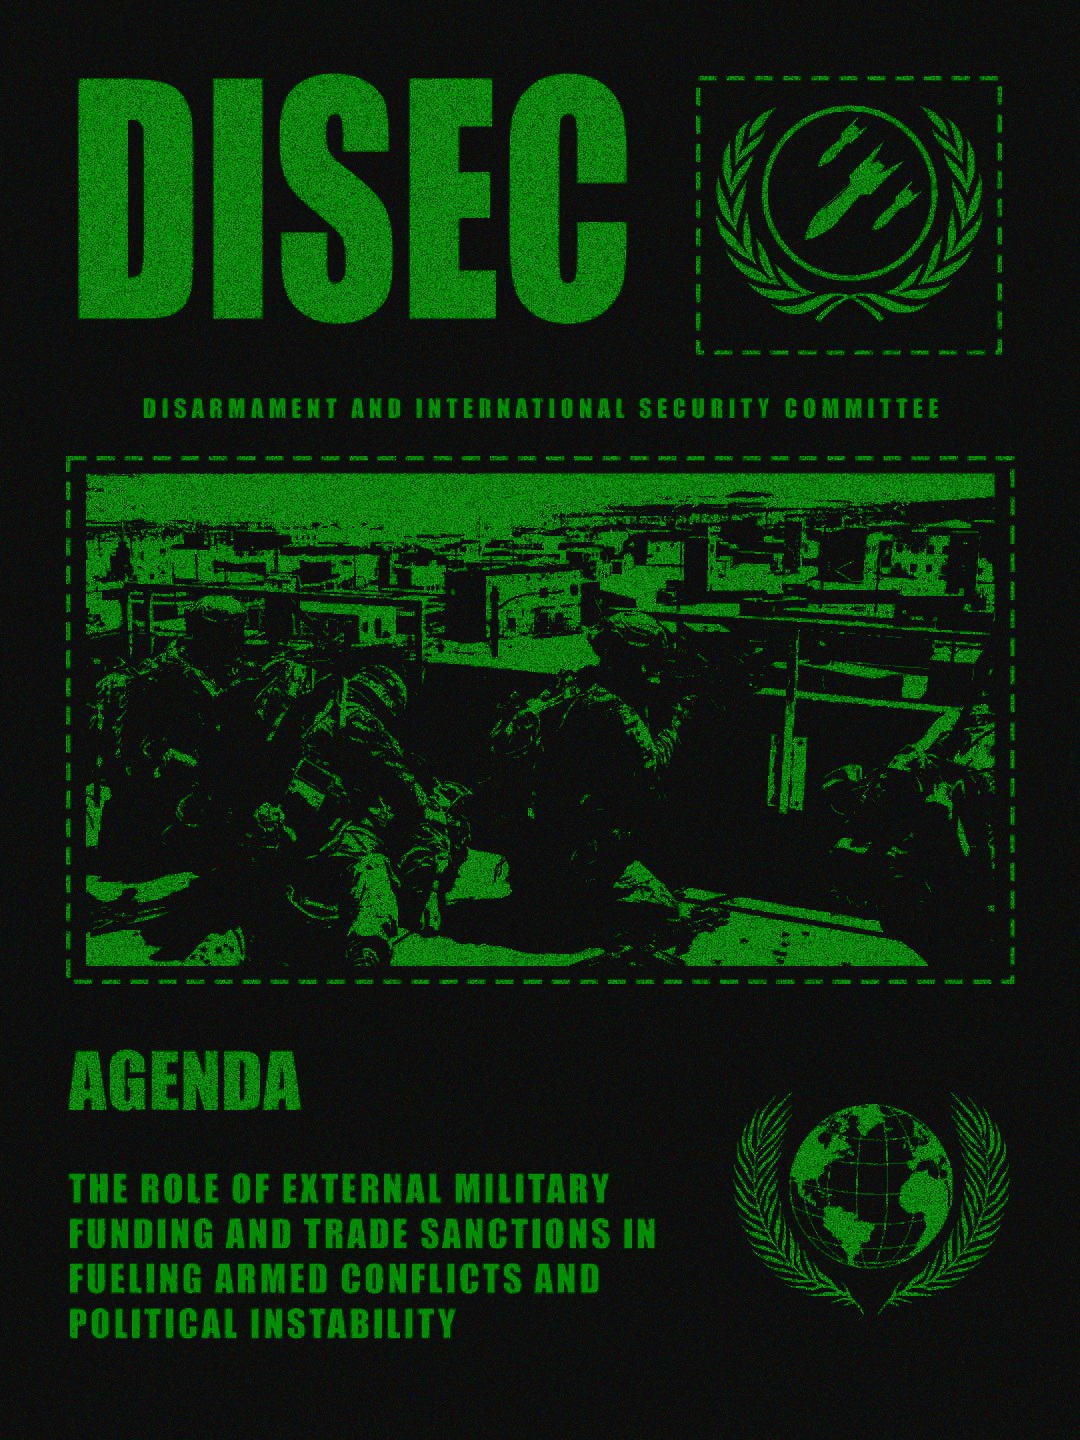 DISEC
DISARMAMENT AND INTERNATIONAL SECURITY COMMITTEE
AGENDA
THE ROLE OF EXTERNAL MILITARY
FUNDING AND TRADE SANCTIONS IN
FUELING ARMED CONFLICTS AND
POLITICAL INSTABILITY